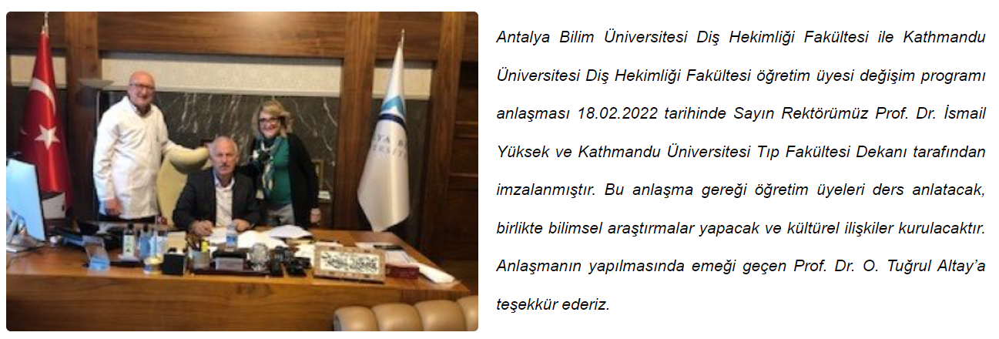 Antalya Bilim Üniversitesi Diş Hekimliği Fakültesi ile Kathmandu
Üniversitesi Diş Hekimliği Fakültesi öğretim üyesi değişim programı
anlaşması 18.02.2022 tarihinde Sayın Rektörümüz Prof. Dr. İsmail
Yüksek ve Kathmandu Üniversitesi Tıp Fakültesi Dekanı tarafından
imzalanmıştır. Bu anlaşma gereği öğretim üyeleri ders anlatacak,
birlikte bilimsel araştırmalar yapacak ve kültürel ilişkiler kurulacaktır.
Anlaşmanın yapılmasında emeği geçen Prof. Dr. O. Tuğrul Altay’a
teşekkür ederiz.